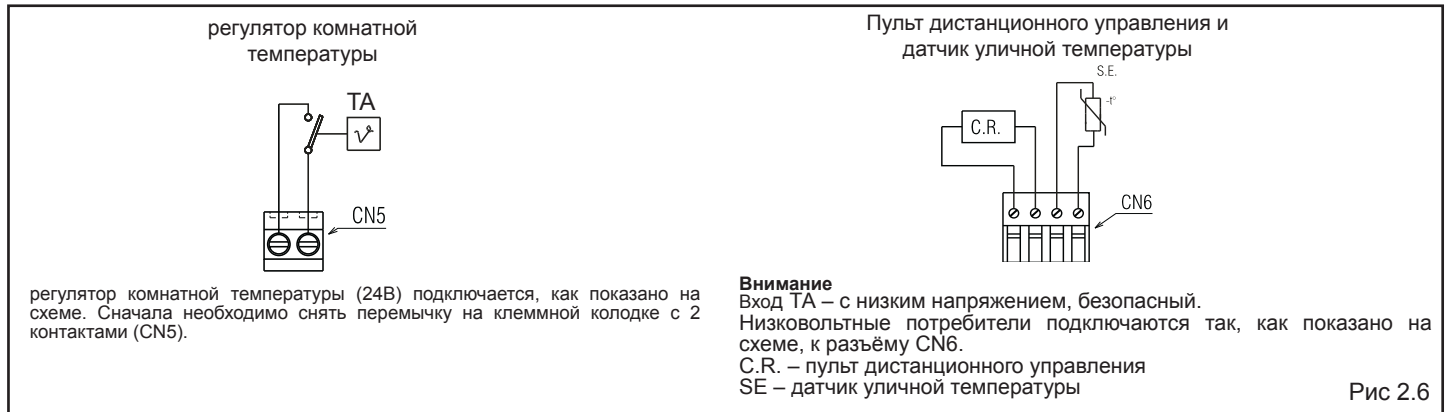 регулятор комнатной
температуры
TA
CN5
регулятор комнатной температуры (24В) подключается, как показано на
схеме. Сначала необходимо снять перемычку на клеммной колодке с 2
контактами (CN5).
Пульт дистанционного управления и
датчик уличной температуры
S.E.
-t°
C.R.
CN6
Внимание
Вход ТА – с низким напряжением, безопасный.
Низковольтные потребители подключаются так, как показано на
схеме, к разъёму CN6.
C.R. – пульт дистанционного управления
SE – датчик уличной температуры
Рис 2.6